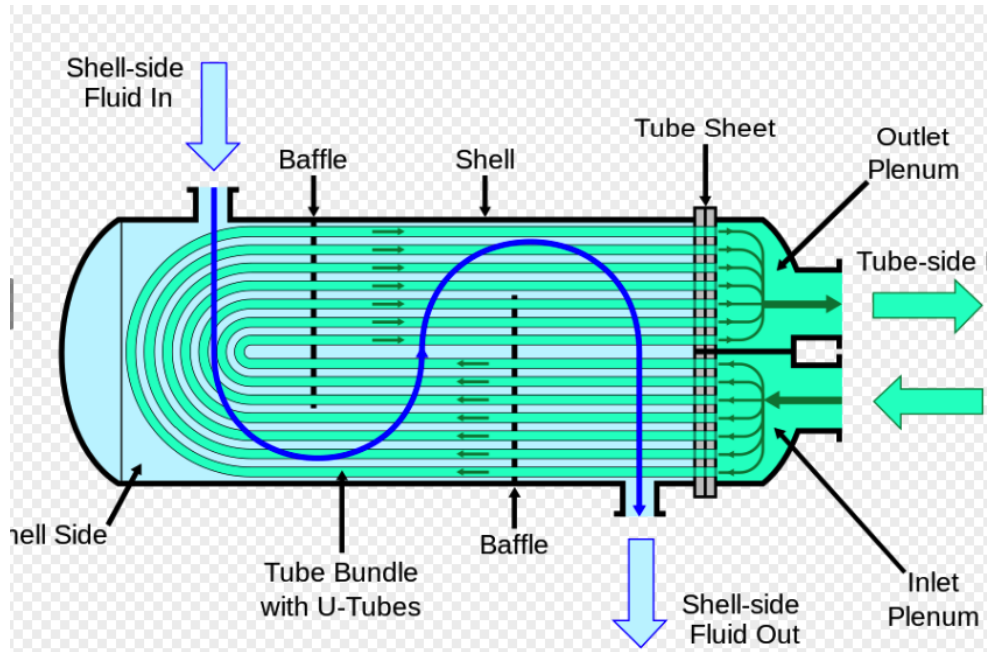 Shell-side
Fluid In
Baffle
Shell
Tube Sheet
Outlet
Plenum
Tube-side
hell Side
Tube Bundle
with U-Tubes
Baffle
Shell-side
Fluid Out
Inlet
Plenum